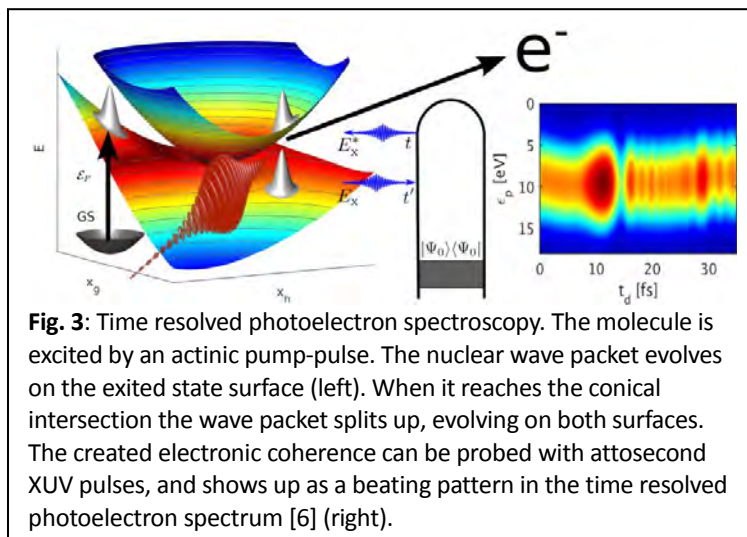 e⁻
E
ε_r
GS
x_g
x_h
E_x^* t
E_x t'
|Ψ_0⟩⟨Ψ_0|
ϵ_p [eV]
0
5
10
15
0 10 20 30
t_d [fs]
Fig. 3: Time resolved photoelectron spectroscopy. The molecule is
excited by an actinic pump-pulse. The nuclear wave packet evolves
on the exited state surface (left). When it reaches the conical
intersection the wave packet splits up, evolving on both surfaces.
The created electronic coherence can be probed with attosecond
XUV pulses, and shows up as a beating pattern in the time resolved
photoelectron spectrum [6] (right).